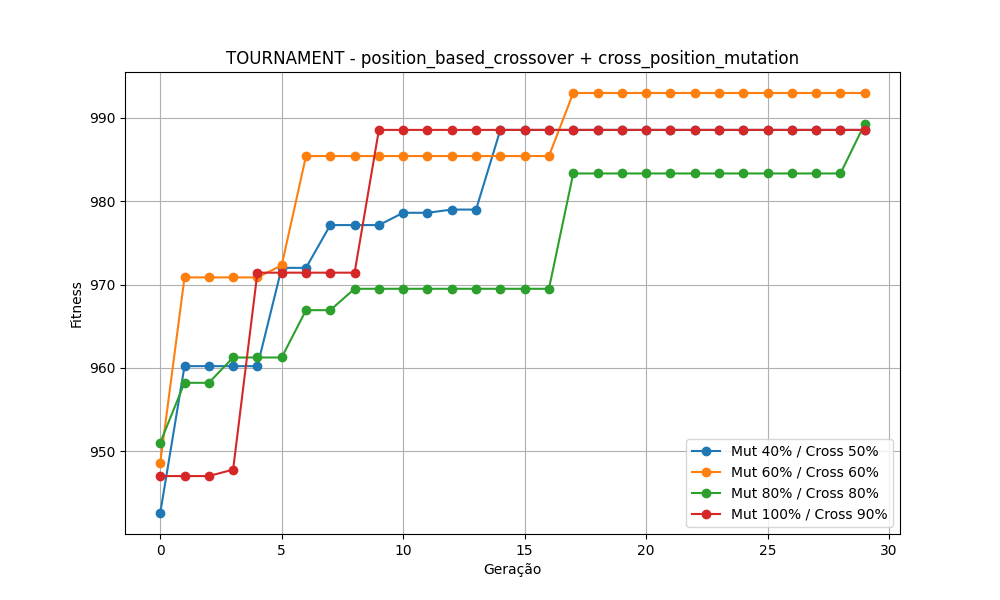 TOURNAMENT - position_based_crossover + cross_position_mutation
Fitness
990
980
970
960
950
0
5
10
15
20
25
30
Geração
Mut 40% / Cross 50%
Mut 60% / Cross 60%
Mut 80% / Cross 80%
Mut 100% / Cross 90%